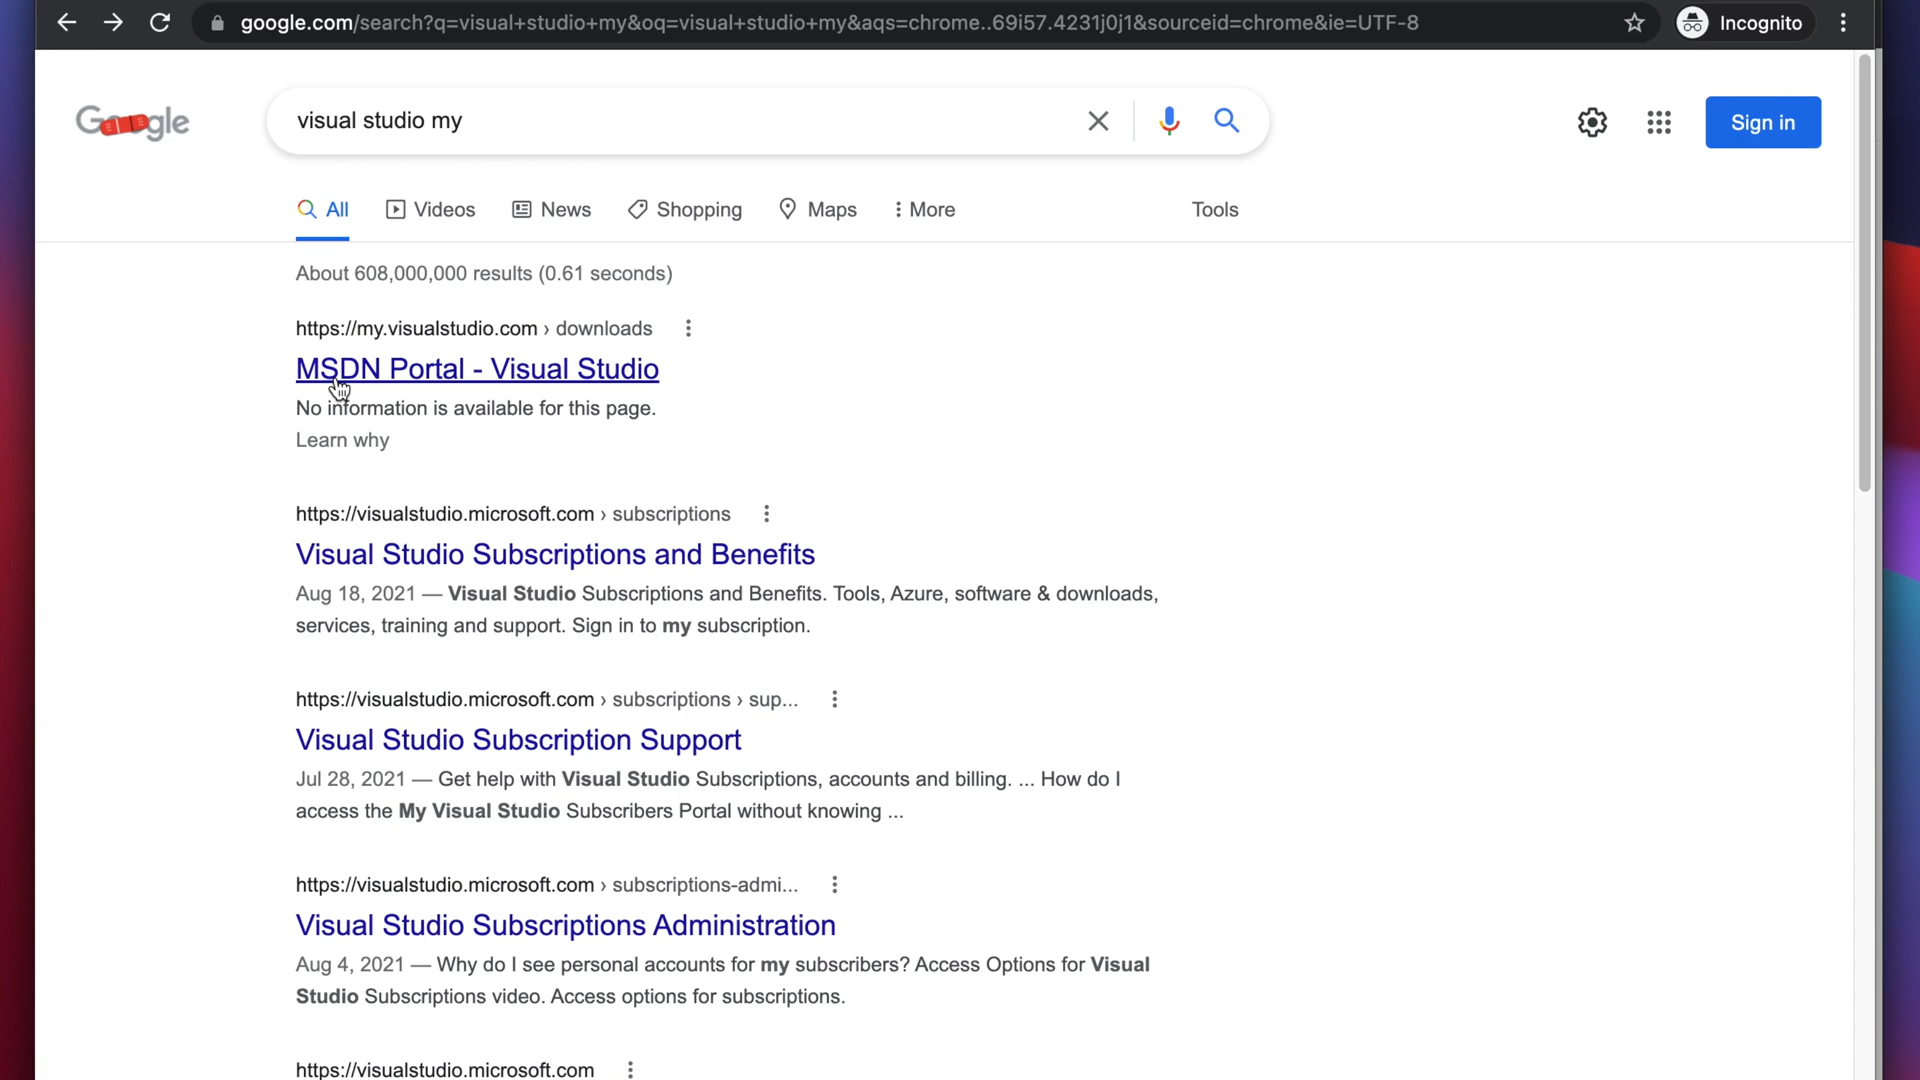 google.com/search?q=visual+studio+my&oq=visual+studio+my&aqs=chrome..69i57.4231j0j1&sourceid=chrome&ie=UTF-8
Incognito
Google
visual studio my
Sign in
All
Videos
News
Shopping
Maps
More
Tools
About 608,000,000 results (0.61 seconds)
https://my.visualstudio.com › downloads
MSDN Portal - Visual Studio
No information is available for this page.
Learn why
https://visualstudio.microsoft.com › subscriptions
Visual Studio Subscriptions and Benefits
Aug 18, 2021 — Visual Studio Subscriptions and Benefits. Tools, Azure, software & downloads,
services, training and support. Sign in to my subscription.
https://visualstudio.microsoft.com › subscriptions › sup...
Visual Studio Subscription Support
Jul 28, 2021 — Get help with Visual Studio Subscriptions, accounts and billing. ... How do I
access the My Visual Studio Subscribers Portal without knowing ...
https://visualstudio.microsoft.com › subscriptions-admi...
Visual Studio Subscriptions Administration
Aug 4, 2021 — Why do I see personal accounts for my subscribers? Access Options for Visual
Studio Subscriptions video. Access options for subscriptions.
https://visualstudio.microsoft.com